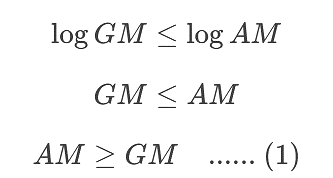 log GM ≤ log AM
GM ≤ AM
AM ≥ GM ...... (1)